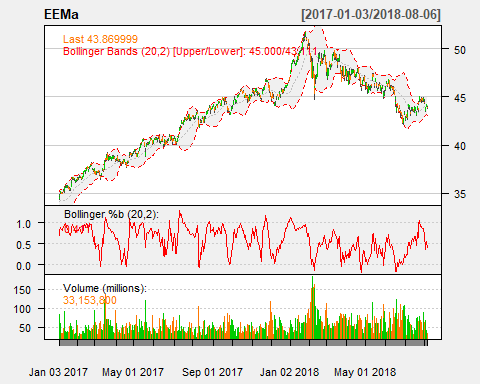 EEMa [2017-01-03/2018-08-06]
Last 43.869999
Bollinger Bands (20,2) [Upper/Lower]: 45.000/43
50
45
40
35
Bollinger %b (20,2):
1.0
0.5
0.0
Volume (millions):
33,153,800
150
100
50
Jan 03 2017 May 01 2017 Sep 01 2017 Jan 02 2018 May 01 2018